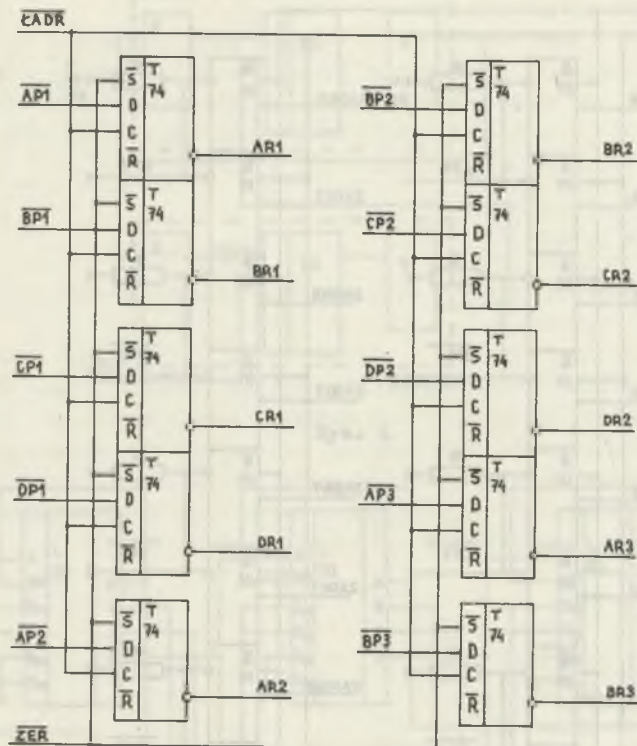 ŁADR
S T
AP1 D 74
C
R AR1
S T
BP1 D 74
C
R BR1
S T
CP1 D 74
C
R CR1
S T
DP1 D 74
C
R DR1
S T
AP2 D 74
C
R AR2
ZER
S T
BP2 D 74
C
R BR2
S T
CP2 D 74
C
R CR2
S T
DP2 D 74
C
R DR2
S T
AP3 D 74
C
R AR3
S T
BP3 D 74
C
R BR3